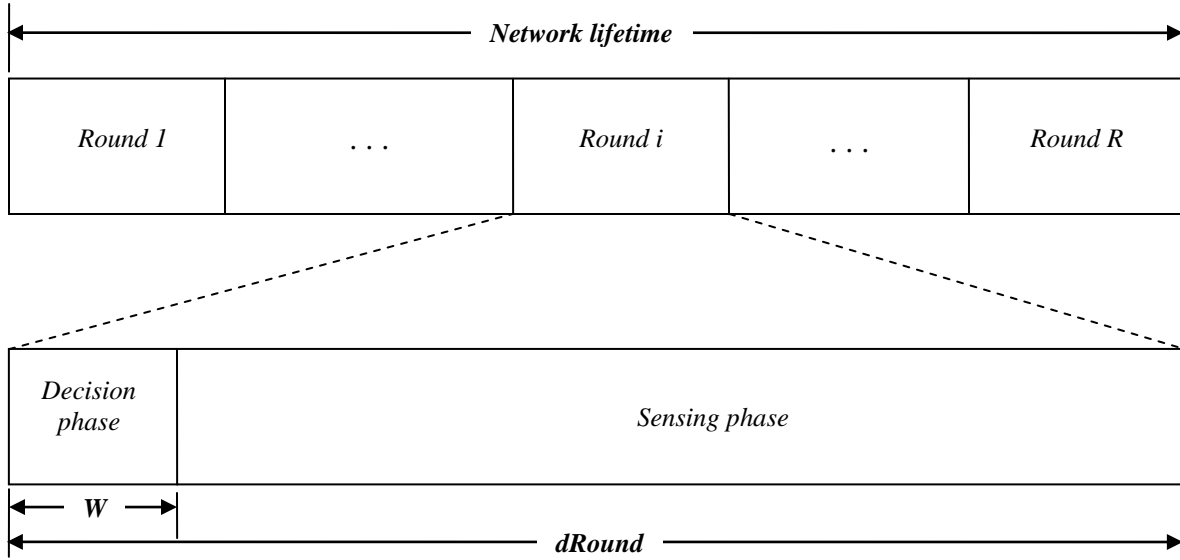 Network lifetime
Round 1
. . .
Round i
. . .
Round R
Decision
phase
Sensing phase
W
dRound